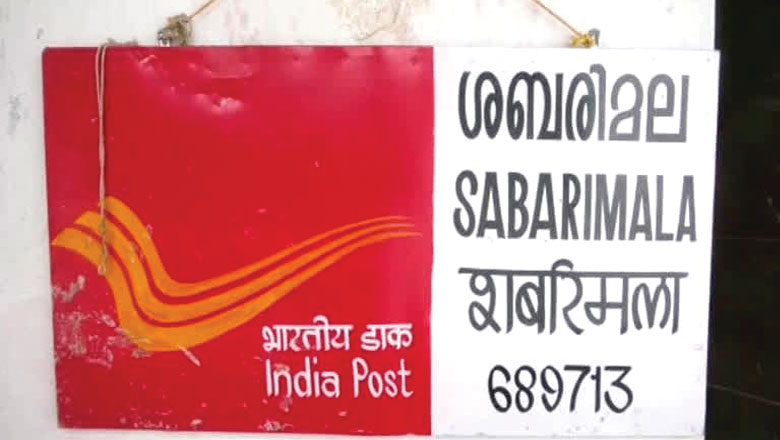 भारतीय डाक
India Post
ശബരിമല
SABARIMALA
शबरिमला
689713